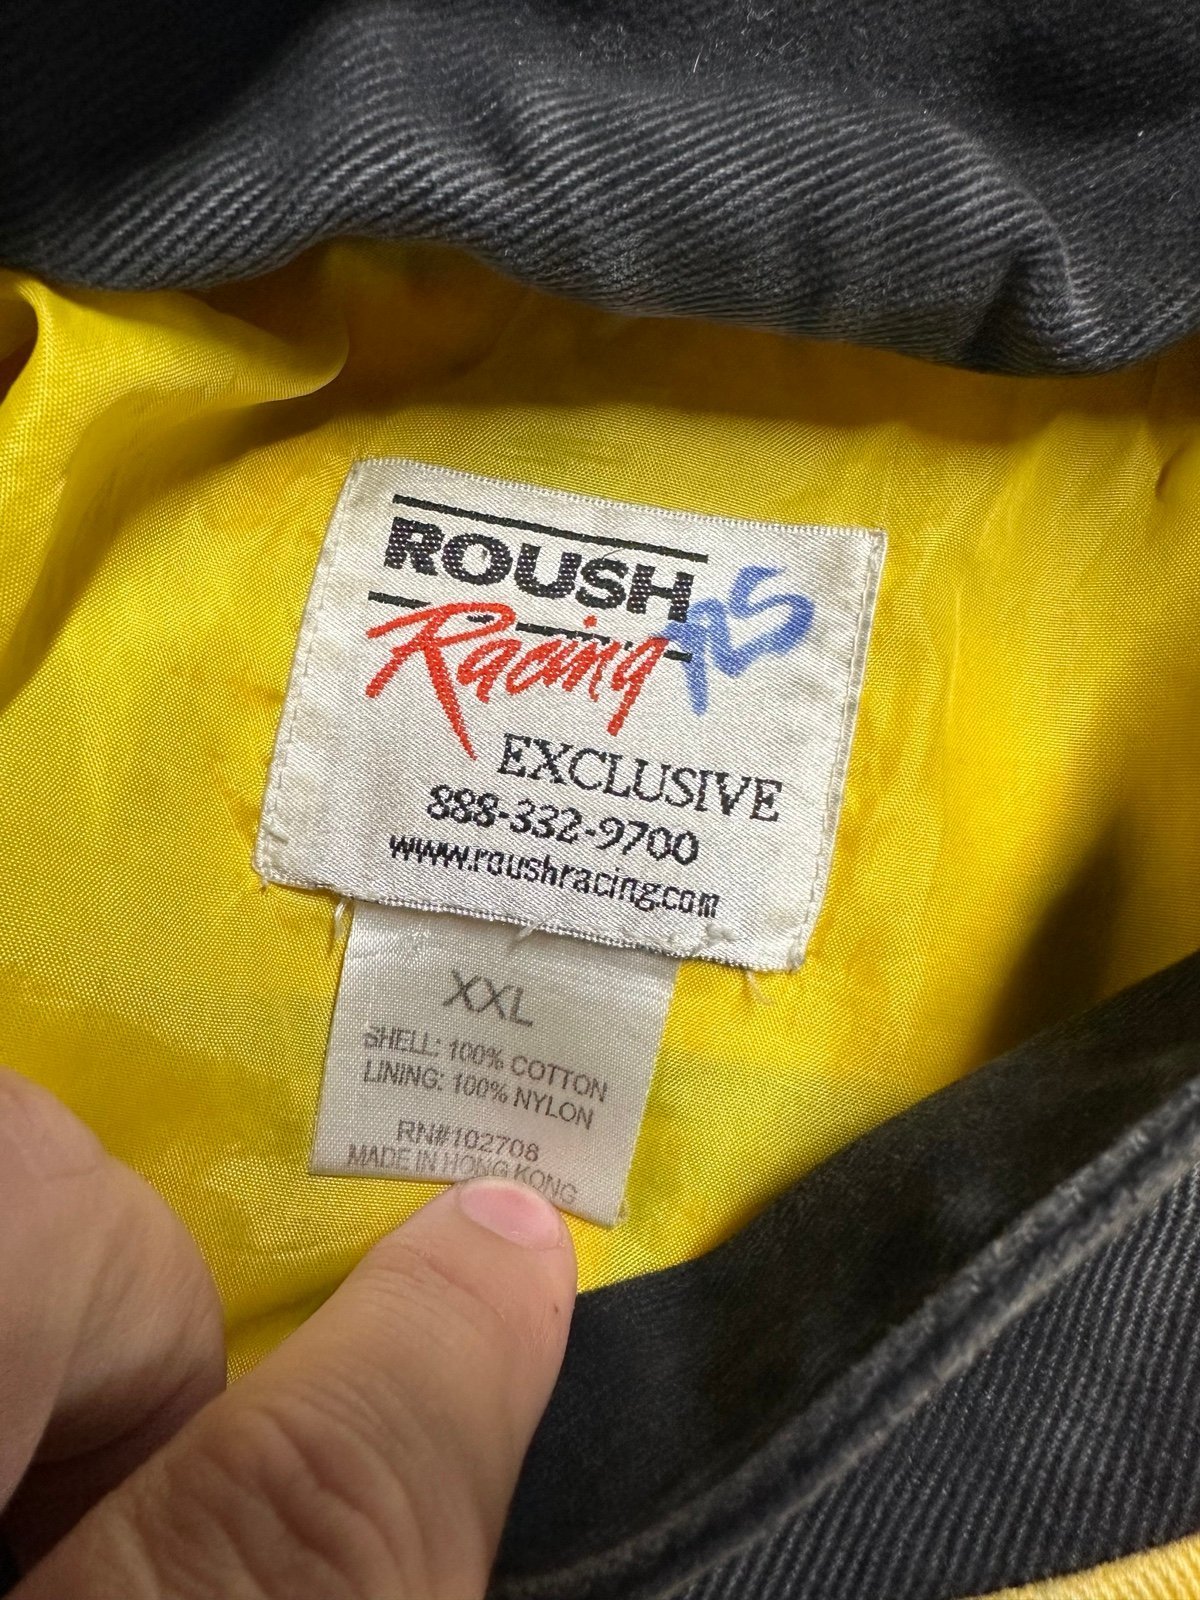 ROUSH
Racing
EXCLUSIVE
888-332-9700
www.roushracing.com
XXL
SHELL: 100% COTTON
LINING: 100% NYLON
RN#102708
MADE IN HONG KONG